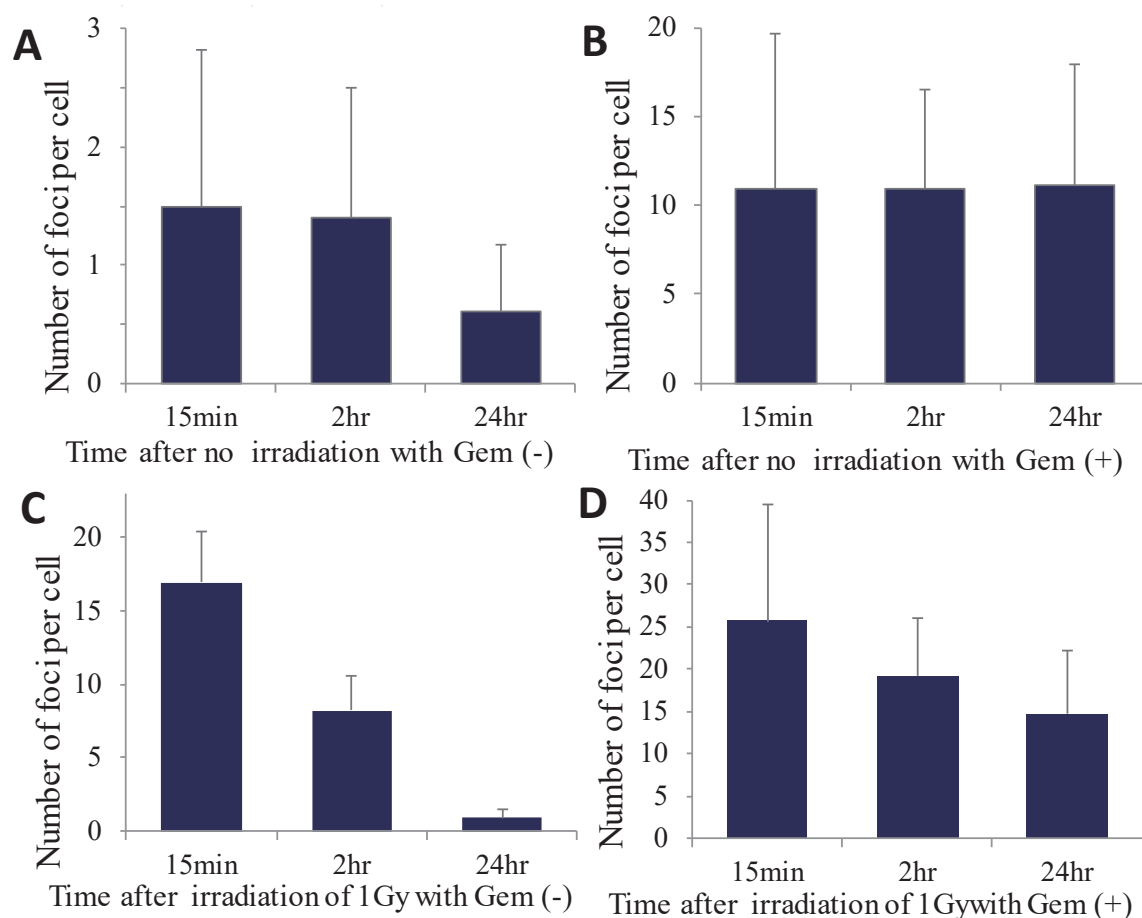 A
Number of foci per cell
3
2
1
0
15min 2hr 24hr
Time after no irradiation with Gem (-)
B
Number of foci per cell
20
15
10
5
0
15min 2hr 24hr
Time after no irradiation with Gem (+)
C
Number of foci per cell
20
15
10
5
0
15min 2hr 24hr
Time after irradiation of 1Gy with Gem (-)
D
Number of foci per cell
40
35
30
25
20
15
10
5
0
15min 2hr 24hr
Time after irradiation of 1Gywith Gem (+)